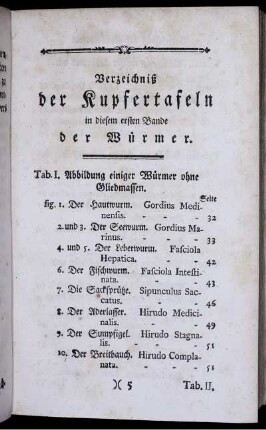 Verzeichniß
der Kupfertafeln
in diesem ersten Bande
der Würmer.
Tab. I. Abbildung einiger Würmer ohne
Gliedmassen.
Seite
fig. 1. Der Hautwurm. Gordius Medi-
nensis. - - 32
2. und 3. Der Seewurm. Gordius Ma-
rinus. - - - 33
4. und 5. Der Leberwurm. Fasciola
Hepatica. - - - 42
6. Der Fischwurm. Fasciola Intesti-
nata. - - - 43
7. Die Sacksprütze. Sipunculus Sac-
catus. - - - 46
8. Der Aderlasser. Hirudo Medici-
nalis. - - - 49
9. Der Sumpfigel. Hirudo Stagna-
lis. - - - 51
10. Der Breitbauch. Hirudo Compla-
nata. - - - 51
)( 5 Tab. II.